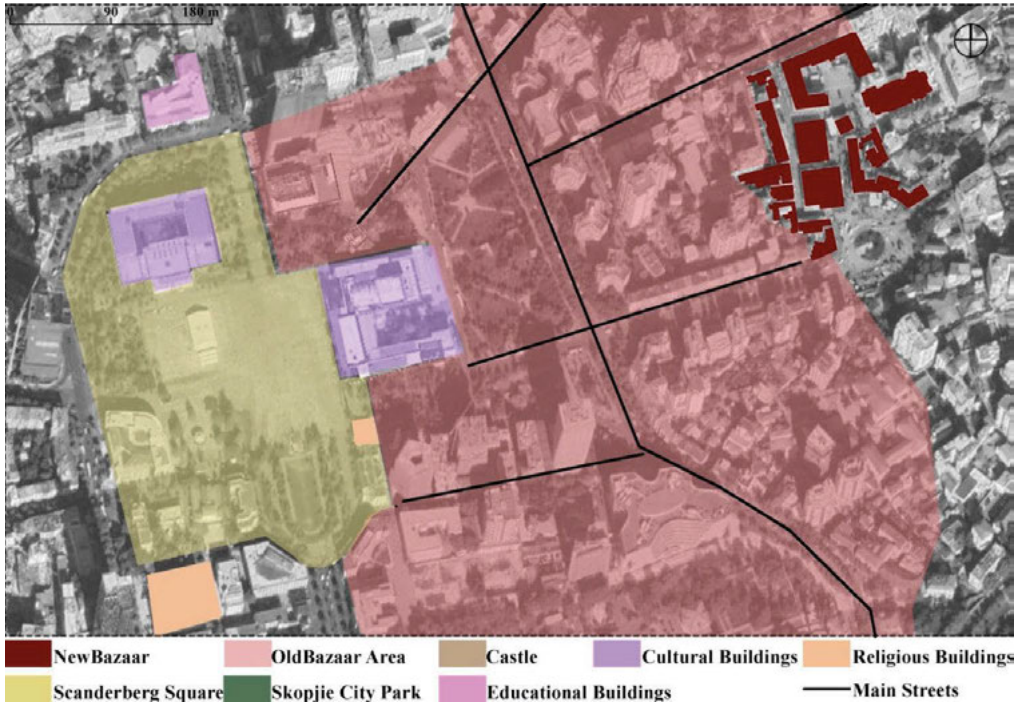 0 90 180 m
NewBazaar OldBazaar Area Castle Cultural Buildings Religious Buildings
Scanderberg Square Skopjie City Park Educational Buildings Main Streets